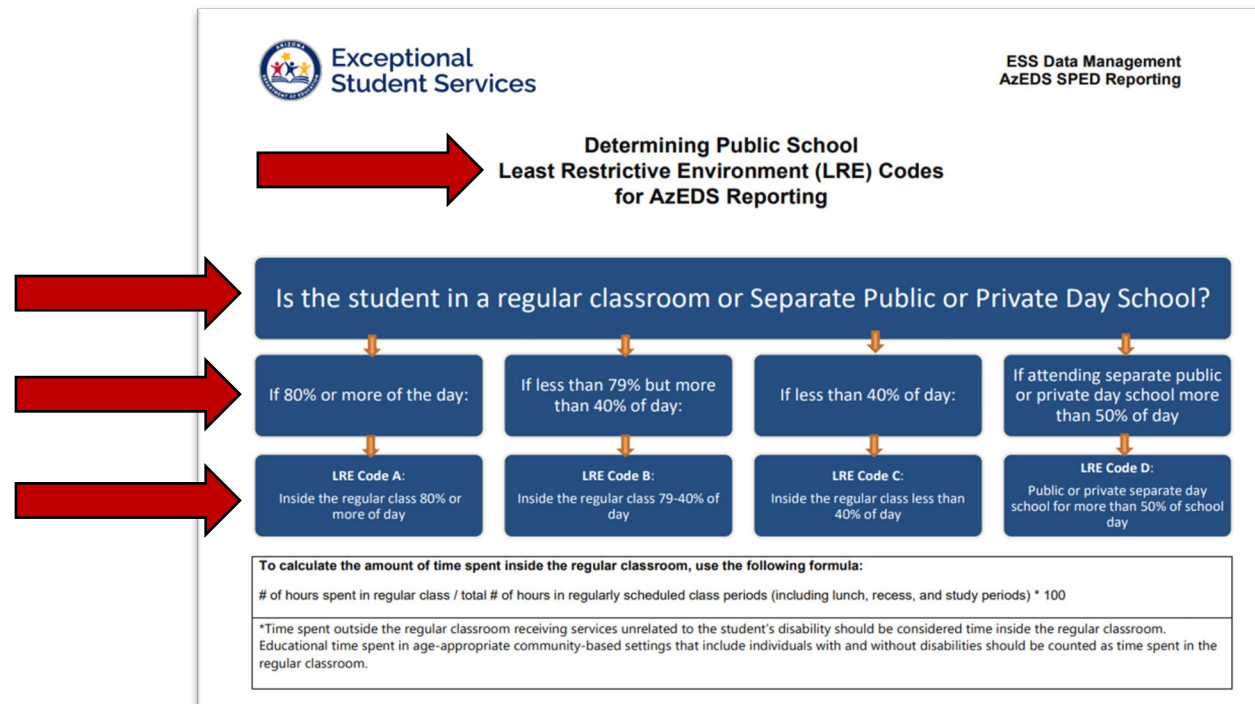 ARIZONA
DEPARTMENT OF EDUCATION
Exceptional
Student Services
ESS Data Management
AzEDS SPED Reporting
Determining Public School
Least Restrictive Environment (LRE) Codes
for AzEDS Reporting
Is the student in a regular classroom or Separate Public or Private Day School?
If 80% or more of the day:
If less than 79% but more
than 40% of day:
If less than 40% of day:
If attending separate public
or private day school more
than 50% of day
LRE Code A:
Inside the regular class 80% or
more of day
LRE Code B:
Inside the regular class 79-40% of
day
LRE Code C:
Inside the regular class less than
40% of day
LRE Code D:
Public or private separate day
school for more than 50% of school
day
To calculate the amount of time spent inside the regular classroom, use the following formula:
# of hours spent in regular class / total # of hours in regularly scheduled class periods (including lunch, recess, and study periods) * 100
*Time spent outside the regular classroom receiving services unrelated to the student's disability should be considered time inside the regular classroom.
Educational time spent in age-appropriate community-based settings that include individuals with and without disabilities should be counted as time spent in the
regular classroom.